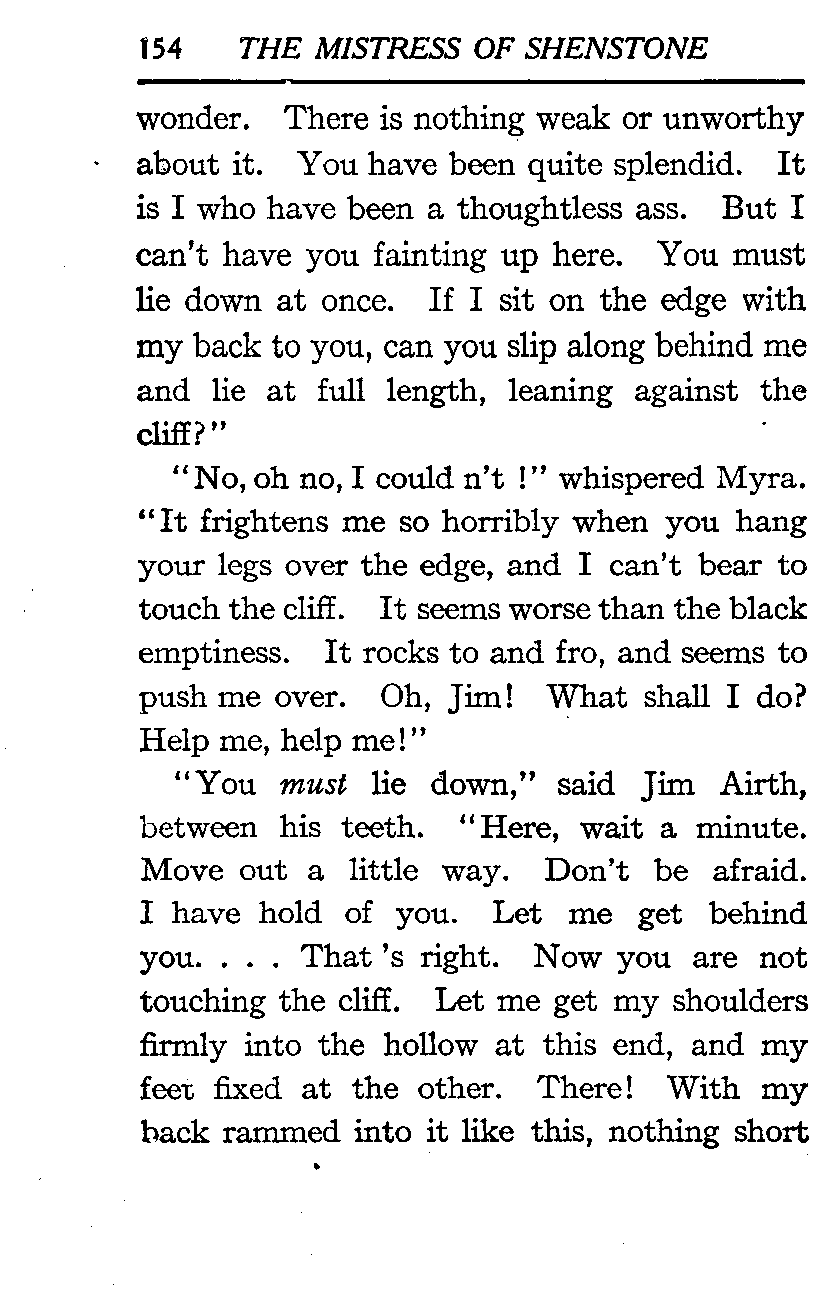 154 THE MISTRESS OF SHENSTONE
wonder. There is nothing weak or unworthy
about it. You have been quite splendid. It
is I who have been a thoughtless ass. But I
can't have you fainting up here. You must
lie down at once. If I sit on the edge with
my back to you, can you slip along behind me
and lie at full length, leaning against the
cliff?"
"No, oh no, I could n't !" whispered Myra.
"It frightens me so horribly when you hang
your legs over the edge, and I can't bear to
touch the cliff. It seems worse than the black
emptiness. It rocks to and fro, and seems to
push me over. Oh, Jim! What shall I do?
Help me, help me!"
"You must lie down," said Jim Airth,
between his teeth. "Here, wait a minute.
Move out a little way. Don't be afraid.
I have hold of you. Let me get behind
you. . . . That 's right. Now you are not
touching the cliff. Let me get my shoulders
firmly into the hollow at this end, and my
feet fixed at the other. There! With my
back rammed into it like this, nothing short